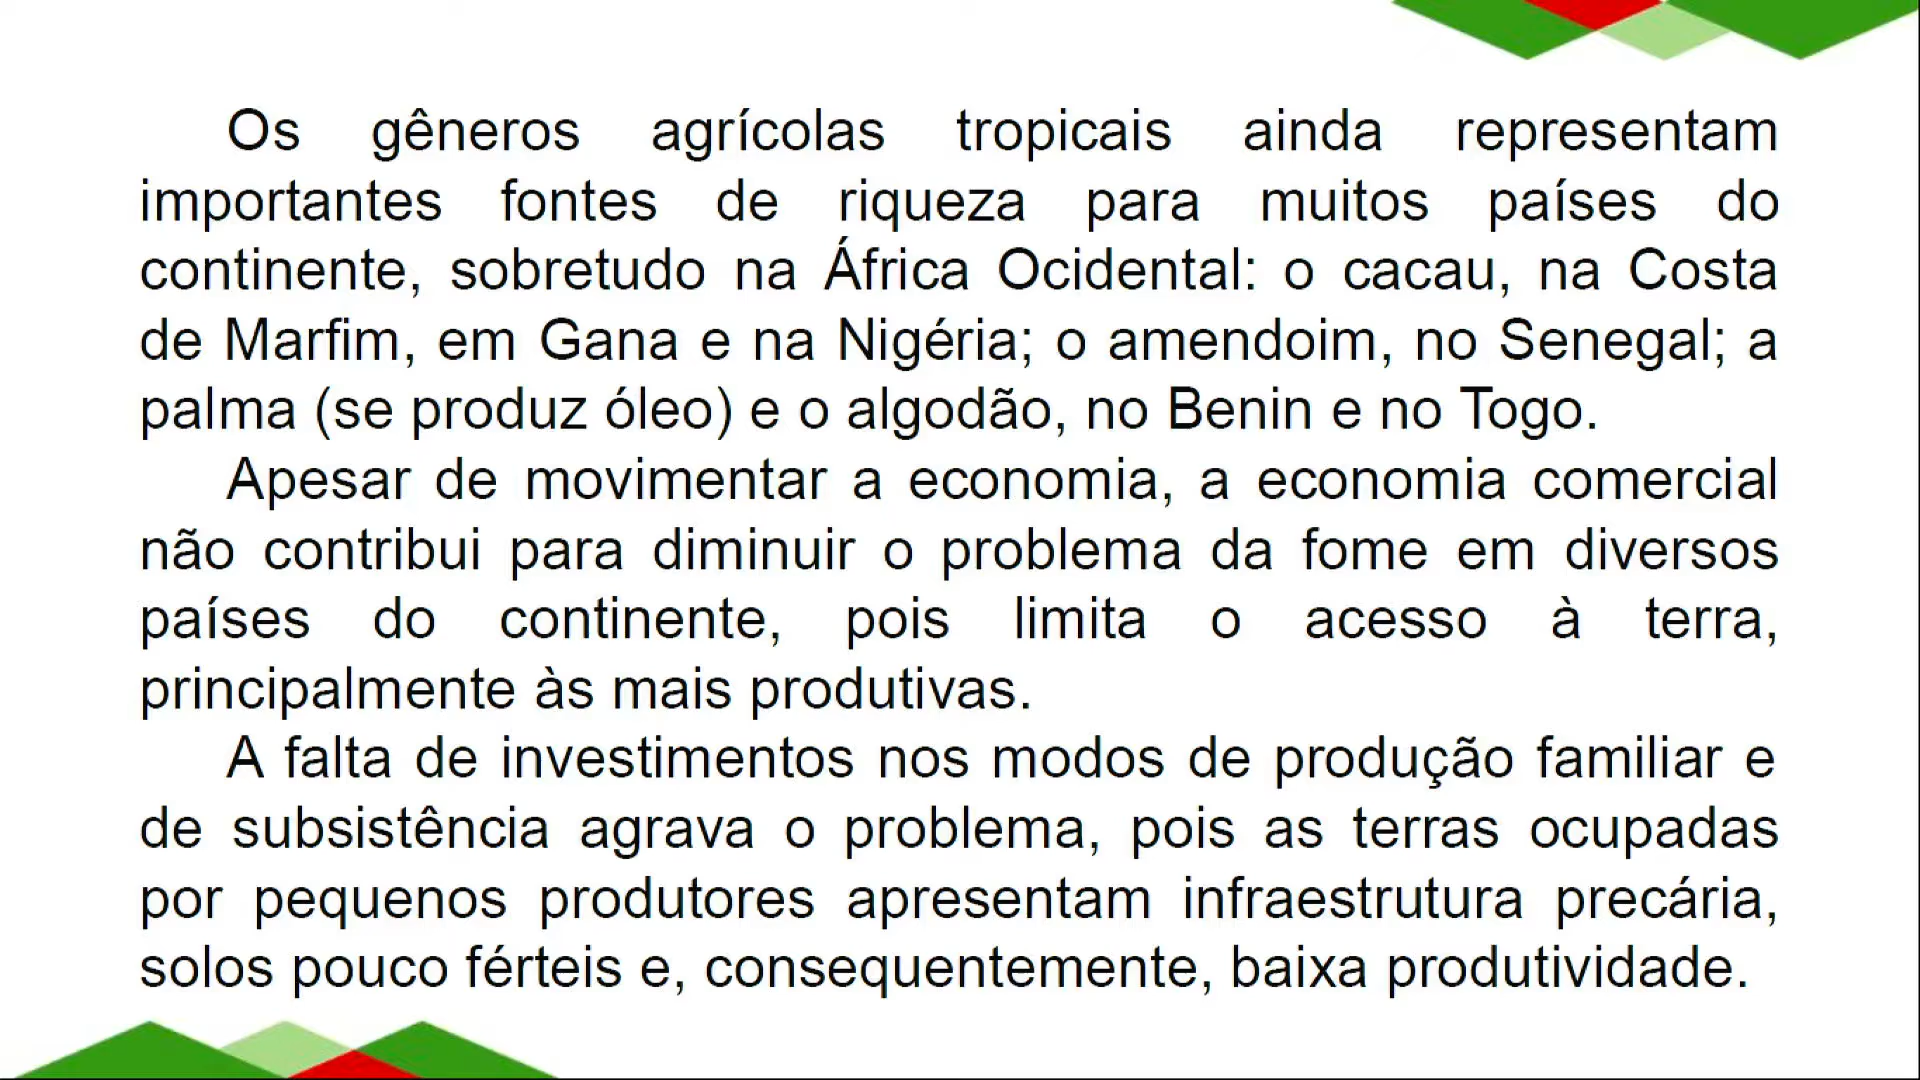 Os gêneros agrícolas tropicais ainda representam
importantes fontes de riqueza para muitos países do
continente, sobretudo na África Ocidental: o cacau, na Costa
de Marfim, em Gana e na Nigéria; o amendoim, no Senegal; a
palma (se produz óleo) e o algodão, no Benin e no Togo.
Apesar de movimentar a economia, a economia comercial
não contribui para diminuir o problema da fome em diversos
países do continente, pois limita o acesso à terra,
principalmente às mais produtivas.
A falta de investimentos nos modos de produção familiar e
de subsistência agrava o problema, pois as terras ocupadas
por pequenos produtores apresentam infraestrutura precária,
solos pouco férteis e, consequentemente, baixa produtividade.